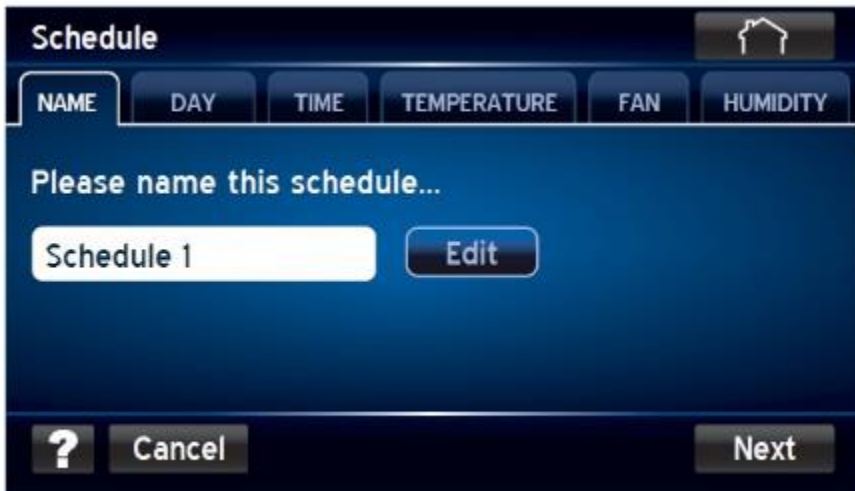 Schedule
NAME DAY TIME TEMPERATURE FAN HUMIDITY
Please name this schedule...
Schedule 1 Edit
? Cancel Next